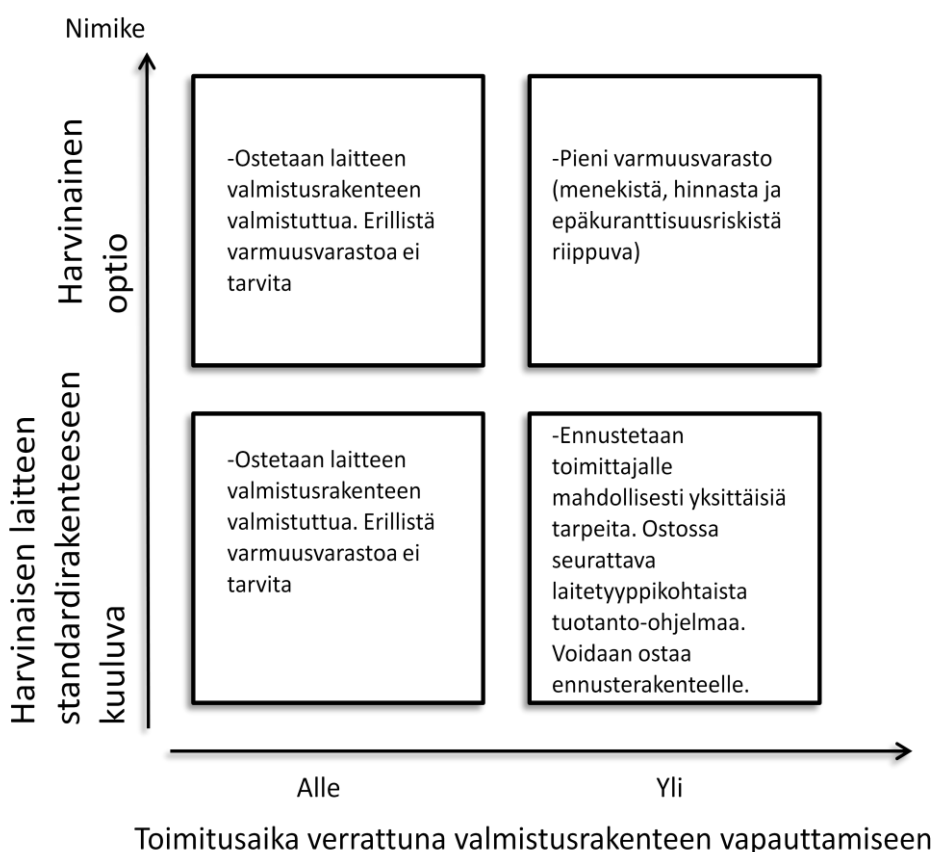 Nimike
Harvinainen
optio
-Ostetaan laitteen
valmistusrakenteen
valmistuttua. Erillistä
varmuusvarastoa ei
tarvita
-Pieni varmuusvarasto
(menekistä, hinnasta ja
epäkuranttisuusriskistä
riippuva)
Harvinaisen laitteen
standardirakenteeseen
kuuluva
-Ostetaan laitteen
valmistusrakenteen
valmistuttua. Erillistä
varmuusvarastoa ei
tarvita
-Ennustetaan
toimittajalle
mahdollisesti yksittäisiä
tarpeita. Ostossa
seurattava
laitetyyppikohtaista
tuotanto-ohjelmaa.
Voidaan ostaa
ennusterakenteelle.
Alle
Yli
Toimitusaika verrattuna valmistusrakenteen vapauttamiseen